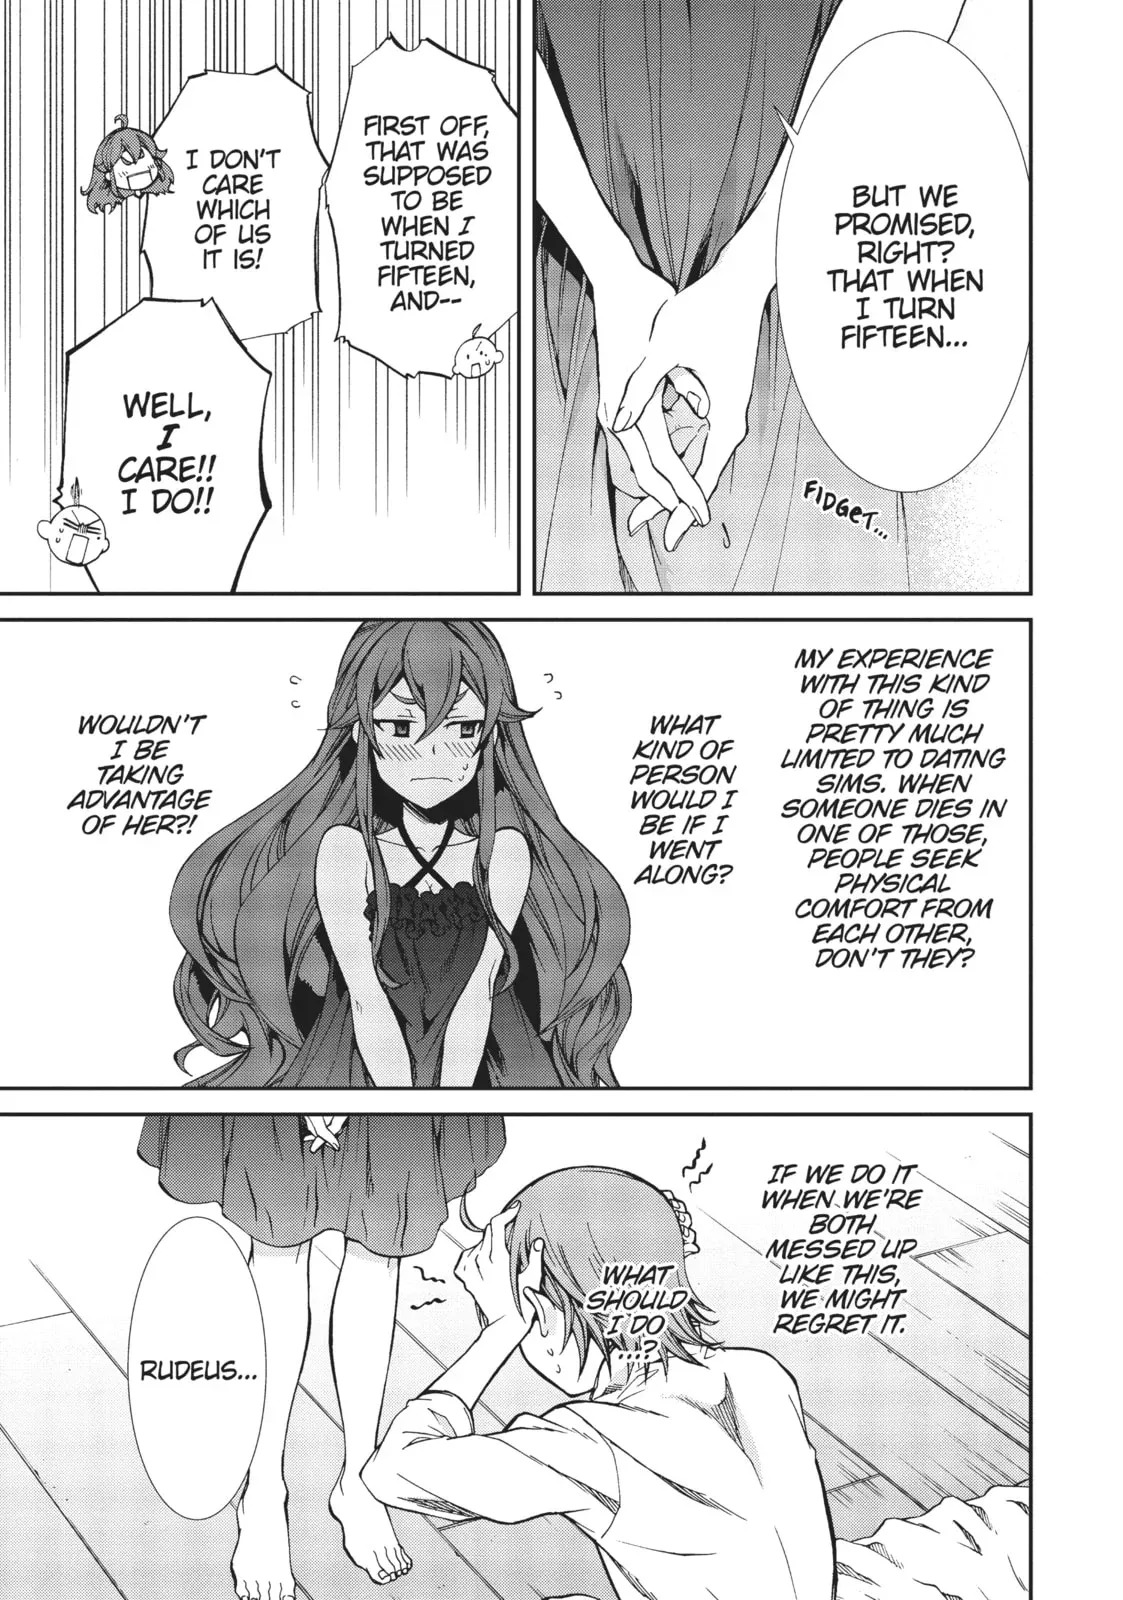 BUT WE
PROMISED,
RIGHT?
THAT WHEN
I TURN
FIFTEEN...
FIDGET...
FIRST OFF,
THAT WAS
SUPPOSED
TO BE
WHEN I
TURNED
FIFTEEN,
AND--
I DON'T
CARE
WHICH
OF US
IT IS!
WELL,
I
CARE!!
I DO!!
MY EXPERIENCE
WITH THIS KIND
OF THING IS
PRETTY MUCH
LIMITED TO DATING
SIMS. WHEN
SOMEONE DIES IN
ONE OF THOSE,
PEOPLE SEEK
PHYSICAL
COMFORT FROM
EACH OTHER,
DON'T THEY?
WHAT
KIND OF
PERSON
WOULD I
BE IF I
WENT
ALONG?
WOULDN'T
I BE
TAKING
ADVANTAGE
OF HER?!
IF WE DO IT
WHEN WE'RE
BOTH
MESSED UP
LIKE THIS,
WE MIGHT
REGRET IT.
WHAT
SHOULD
I DO
...?
RUDEUS...